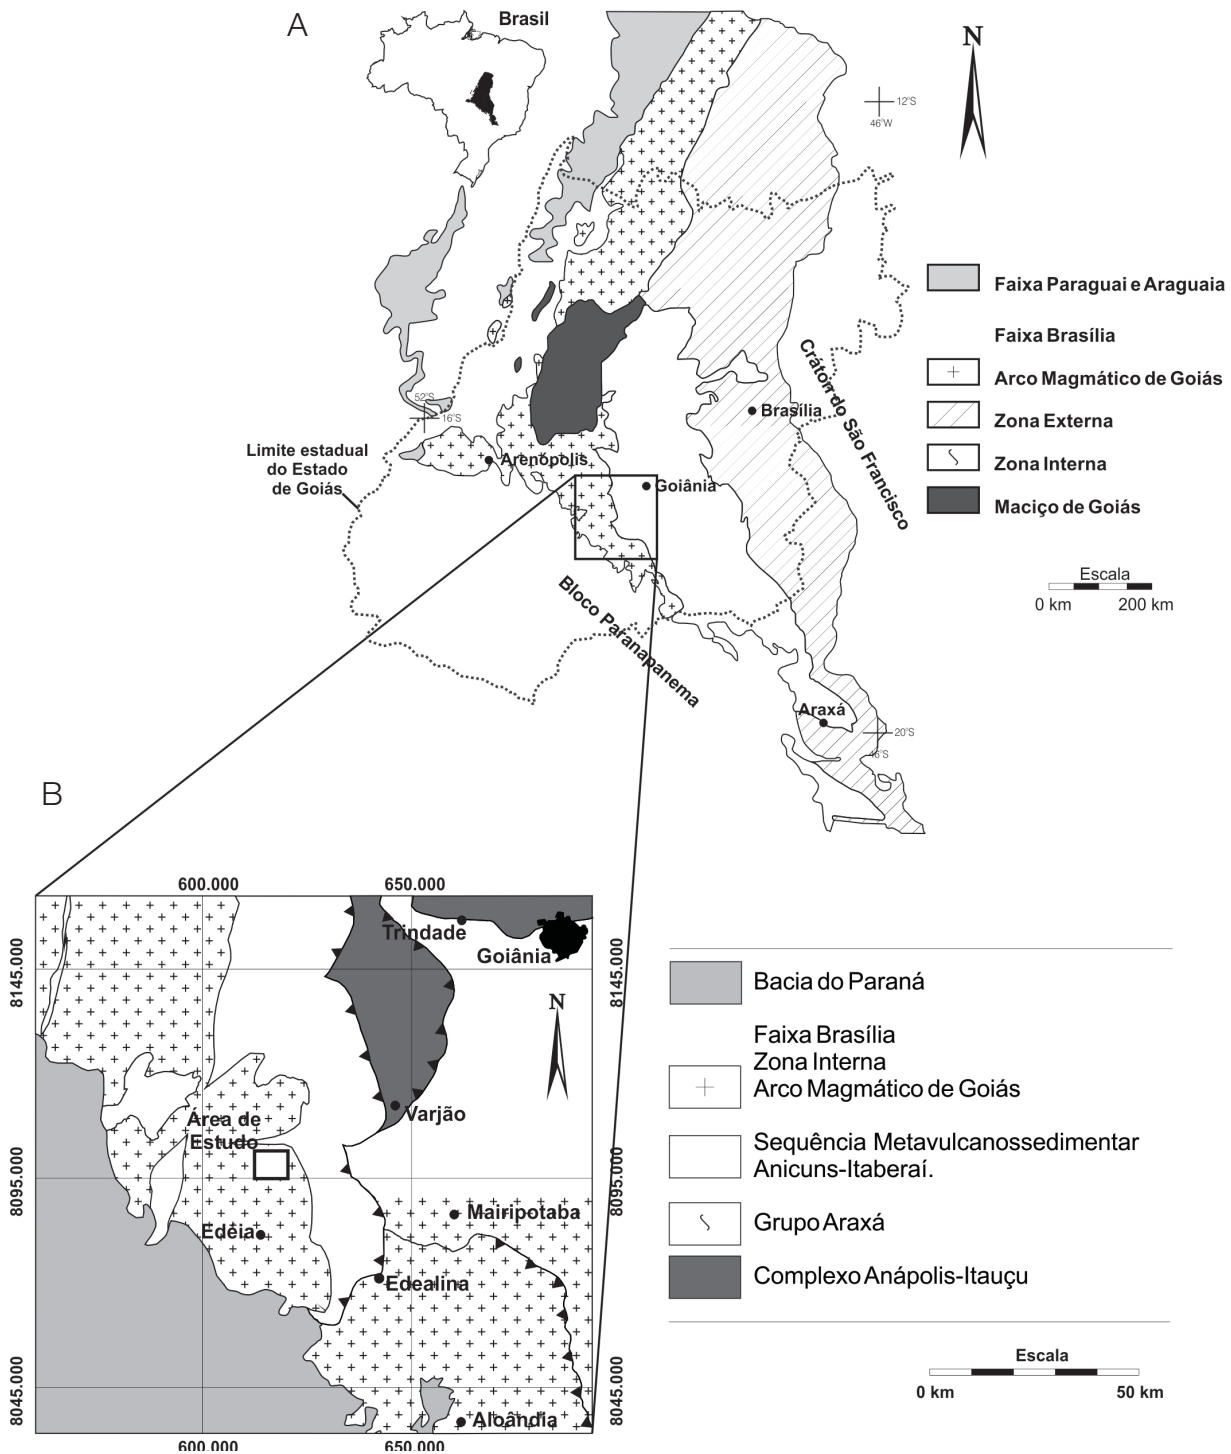 A
Brasil
N
12°S
46°W
Faixa Paraguai e Araguaia
Faixa Brasília
Arco Magmático de Goiás
Zona Externa
Zona Interna
Maciço de Goiás
Cráton do São Francisco
52°S
16°S
Brasília
Limite estadual
do Estado
de Goiás
Arenópolis
Goiânia
Escala
0 km
200 km
Bloco Paranapanema
Araxá
20°S
46°S
B
600.000
650.000
Trindade
Goiânia
8145.000
8145.000
N
Varjão
Área de
Estudo
8095.000
8095.000
Mairipotaba
Edéia
Edealina
8045.000
8045.000
Aloândia
600.000
650.000
Bacia do Paraná
Faixa Brasília
Zona Interna
Arco Magmático de Goiás
Sequência Metavulcanossedimentar
Anicuns-Itaberaí.
Grupo Araxá
Complexo Anápolis-Itauçu
Escala
0 km
50 km